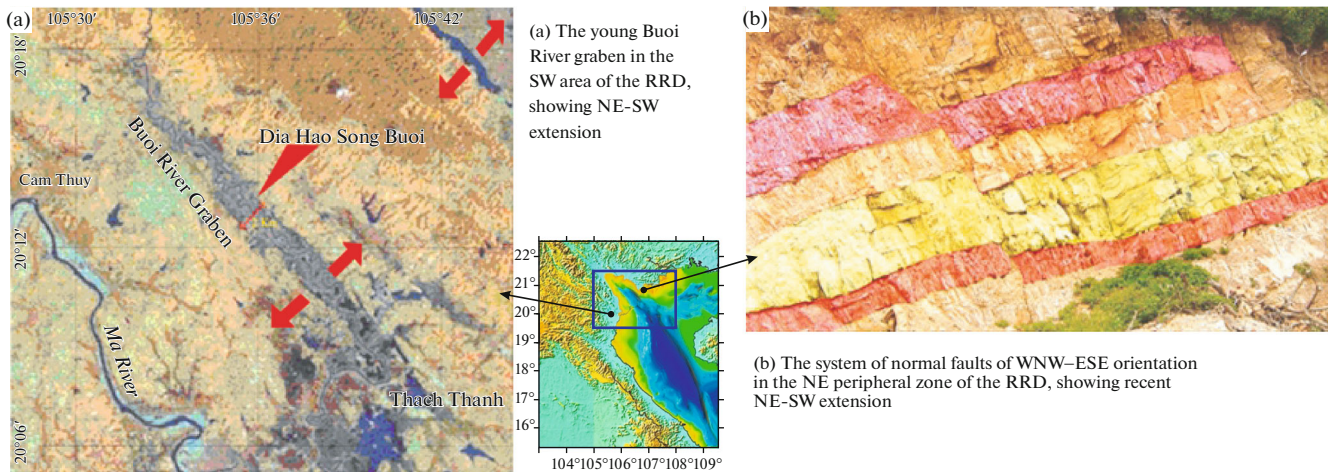 (a)
105°30′
105°36′
105°42′
20°18′
20°12′
20°06′
Dia Hao Song Buoi
Buoi River Graben
Cam Thuy
Ma River
Thach Thanh
(a) The young Buoi
River graben in the
SW area of the RRD,
showing NE-SW
extension
22°
21°
20°
19°
18°
17°
16°
104°105°106°107°108°109°
(b)
(b) The system of normal faults of WNW–ESE orientation
in the NE peripheral zone of the RRD, showing recent
NE-SW extension